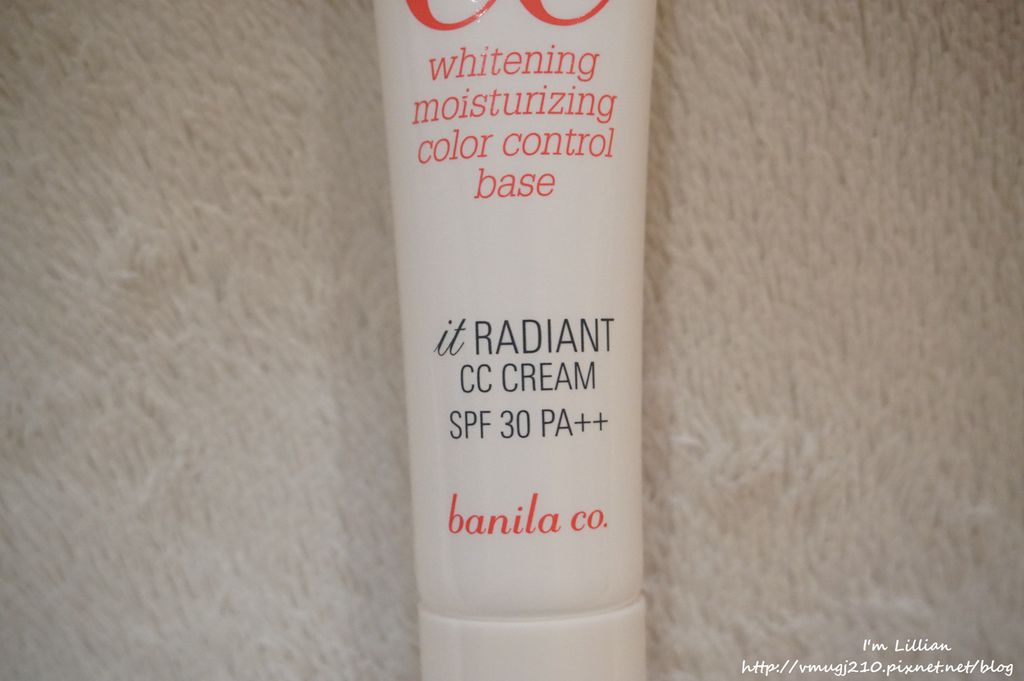 cc
whitening
moisturizing
color control
base
it RADIANT
CC CREAM
SPF 30 PA++
banila co.
I'm Lillian
http://vmugj210.pixnet.net/blog